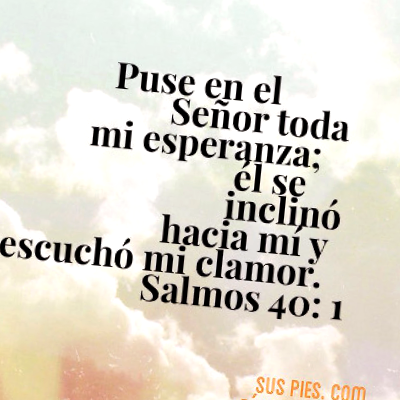 Puse en el
Señor toda
mi esperanza;
él se
inclinó
hacia mí y
escuchó mi clamor.
Salmos 40: 1
SUS PIES. COM